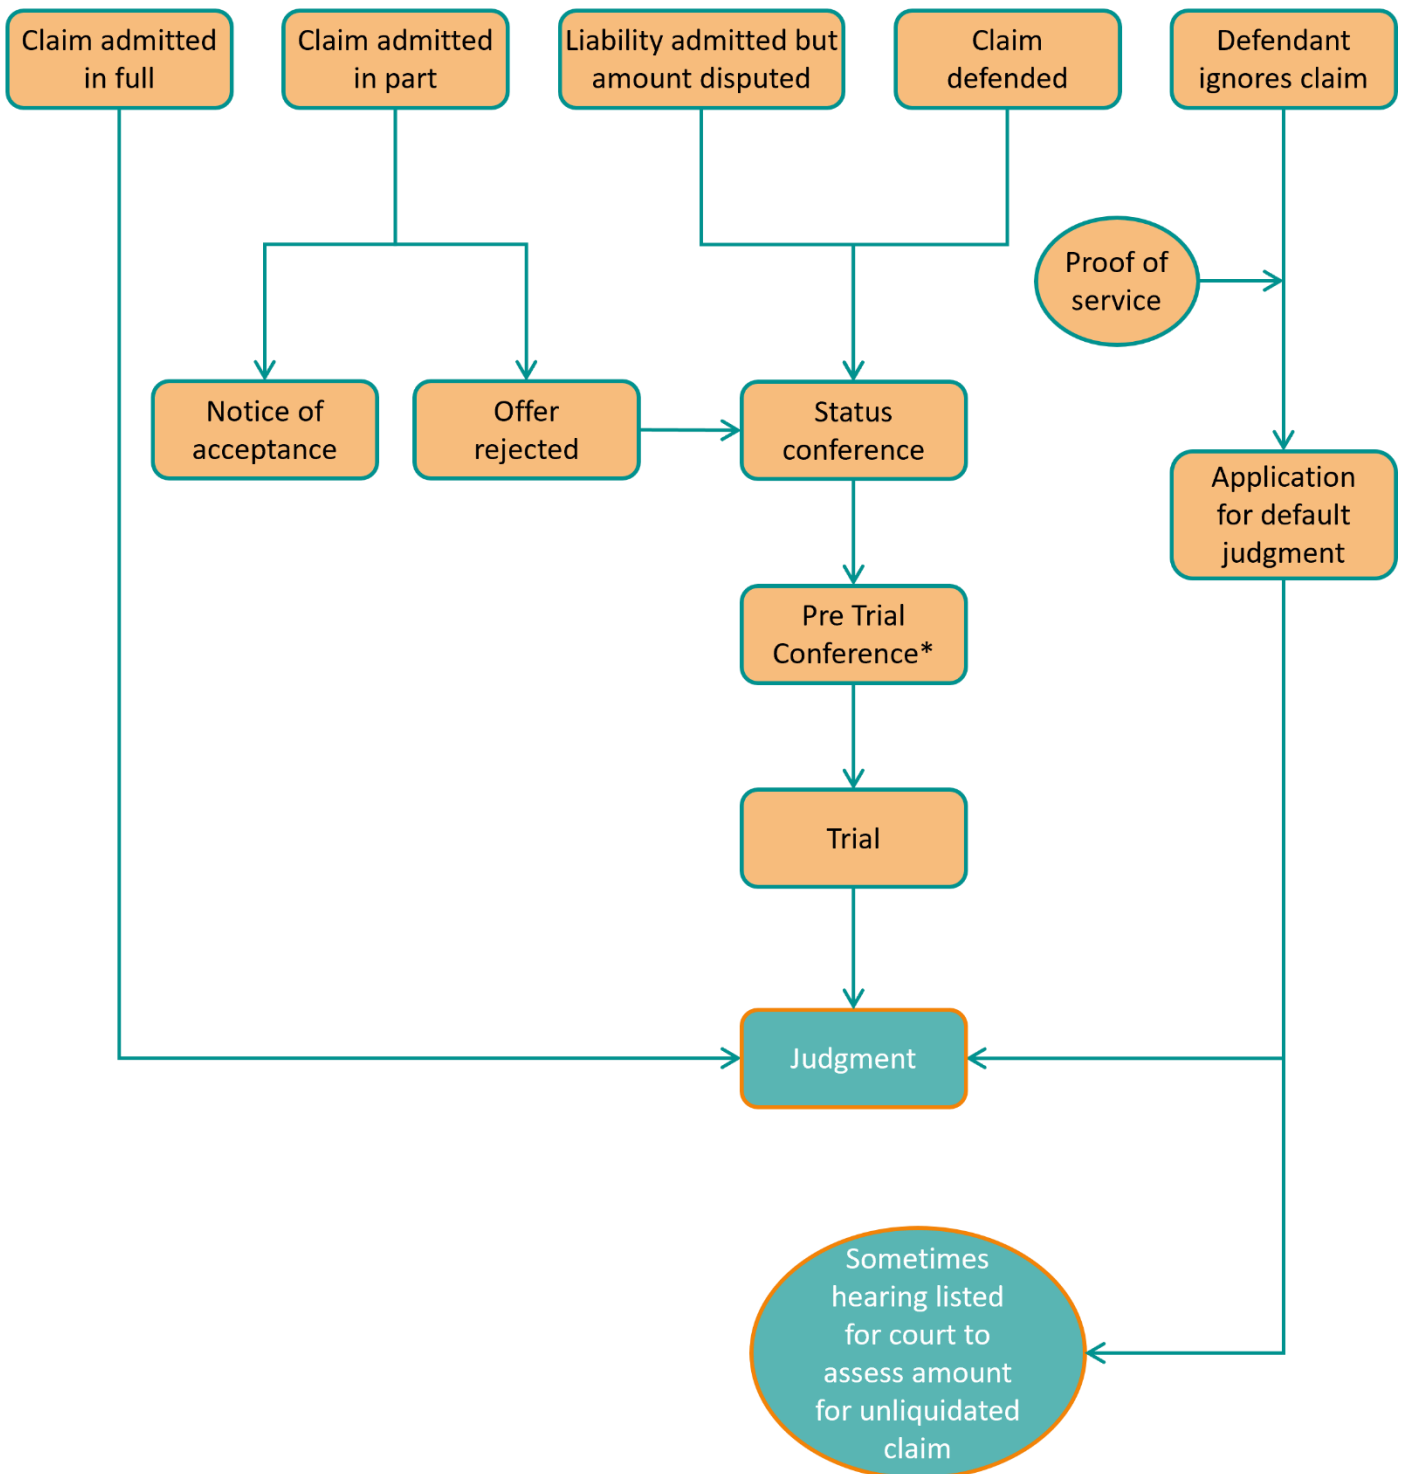 Claim admitted
in full
Claim admitted
in part
Liability admitted but
amount disputed
Claim
defended
Defendant
ignores claim
Proof of
service
Notice of
acceptance
Offer
rejected
Status
conference
Application
for default
judgment
Pre Trial
Conference*
Trial
Judgment
Sometimes
hearing listed
for court to
assess amount
for unliquidated
claim